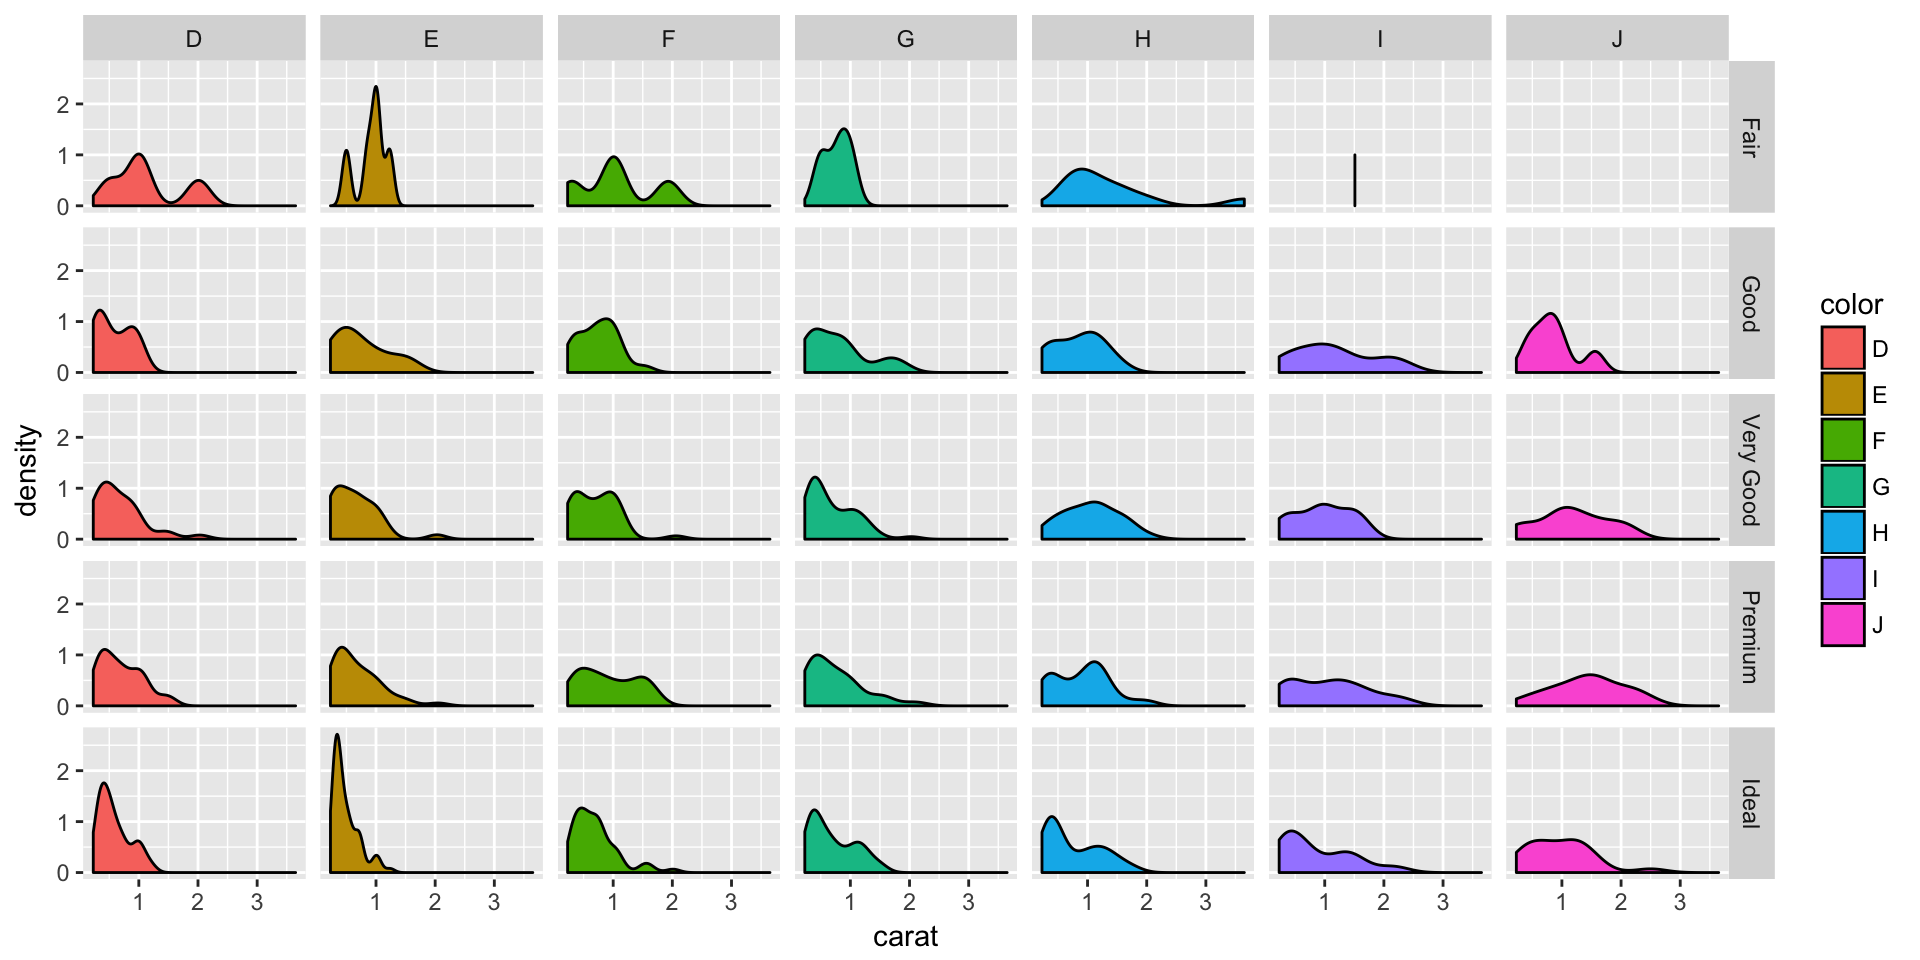 D E F G H I J
2
1
0
Fair
2
1
0
Good
2
1
0
Very Good
2
1
0
Premium
2
1
0
Ideal
1 2 3 1 2 3 1 2 3 1 2 3 1 2 3 1 2 3 1 2 3
carat
density
color
D
E
F
G
H
I
J